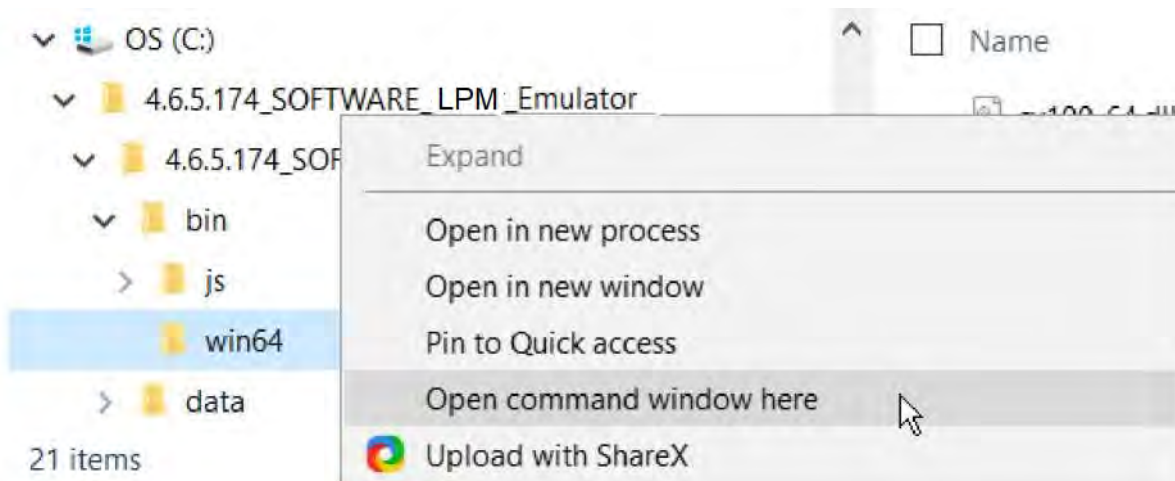 OS (C:)
Name
4.6.5.174_SOFTWARE_LPM_Emulator
4.6.5.174_SOF
Expand
bin
Open in new process
js
Open in new window
win64
Pin to Quick access
data
Open command window here
21 items
Upload with ShareX